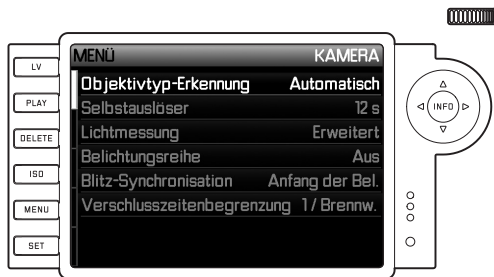 LV
PLAY
DELETE
ISO
MENU
SET
MENÜ KAMERA
Objektivtyp-Erkennung Automatisch
Selbstauslöser 12 s
Lichtmessung Erweitert
Belichtungsreihe Aus
Blitz-Synchronisation Anfang der Bel.
Verschlusszeitenbegrenzung 1 / Brennw.
INFO